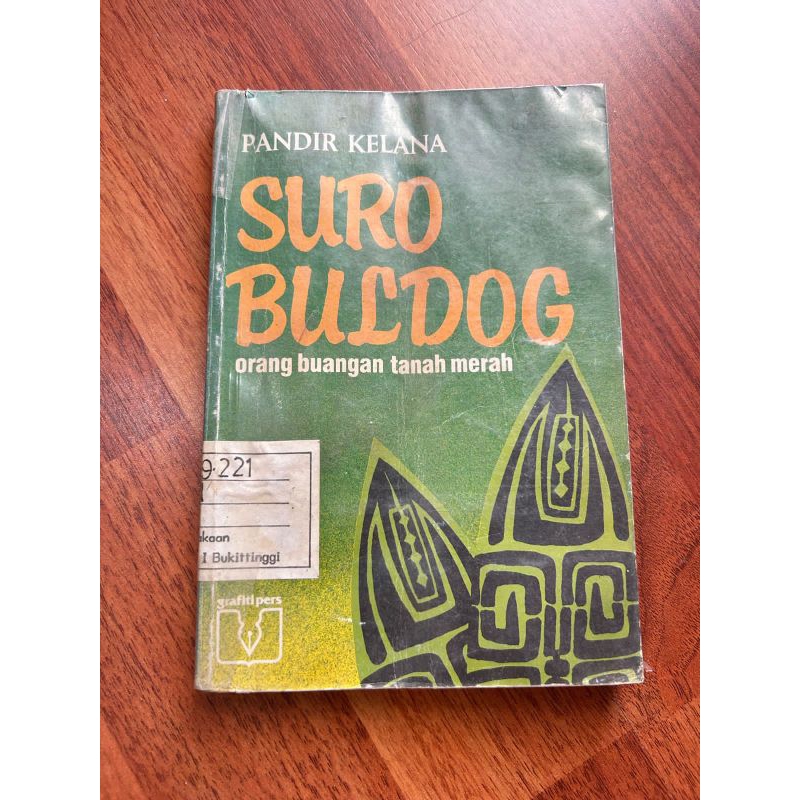 PANDIR KELANA
SURO
BULDOG
orang buangan tanah merah
9.221
akaan
I Bukittinggi
grafiti pers